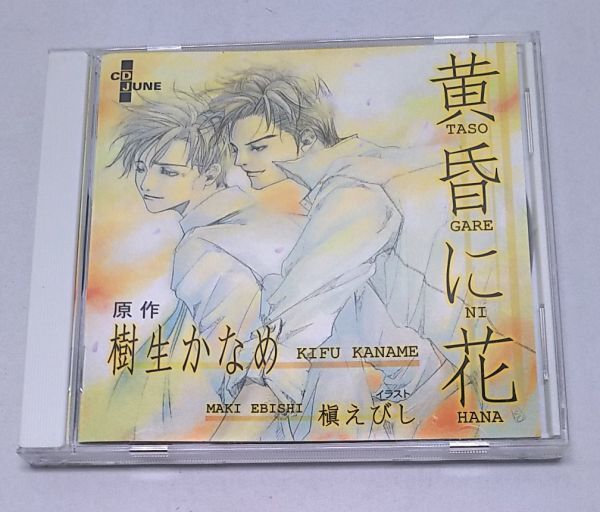 CD
JUNE
黄昏に花
TASO
GARE
NI
HANA
原作
樹生かなめ KIFU KANAME
イラスト
MAKI EBISHI 槇えびし